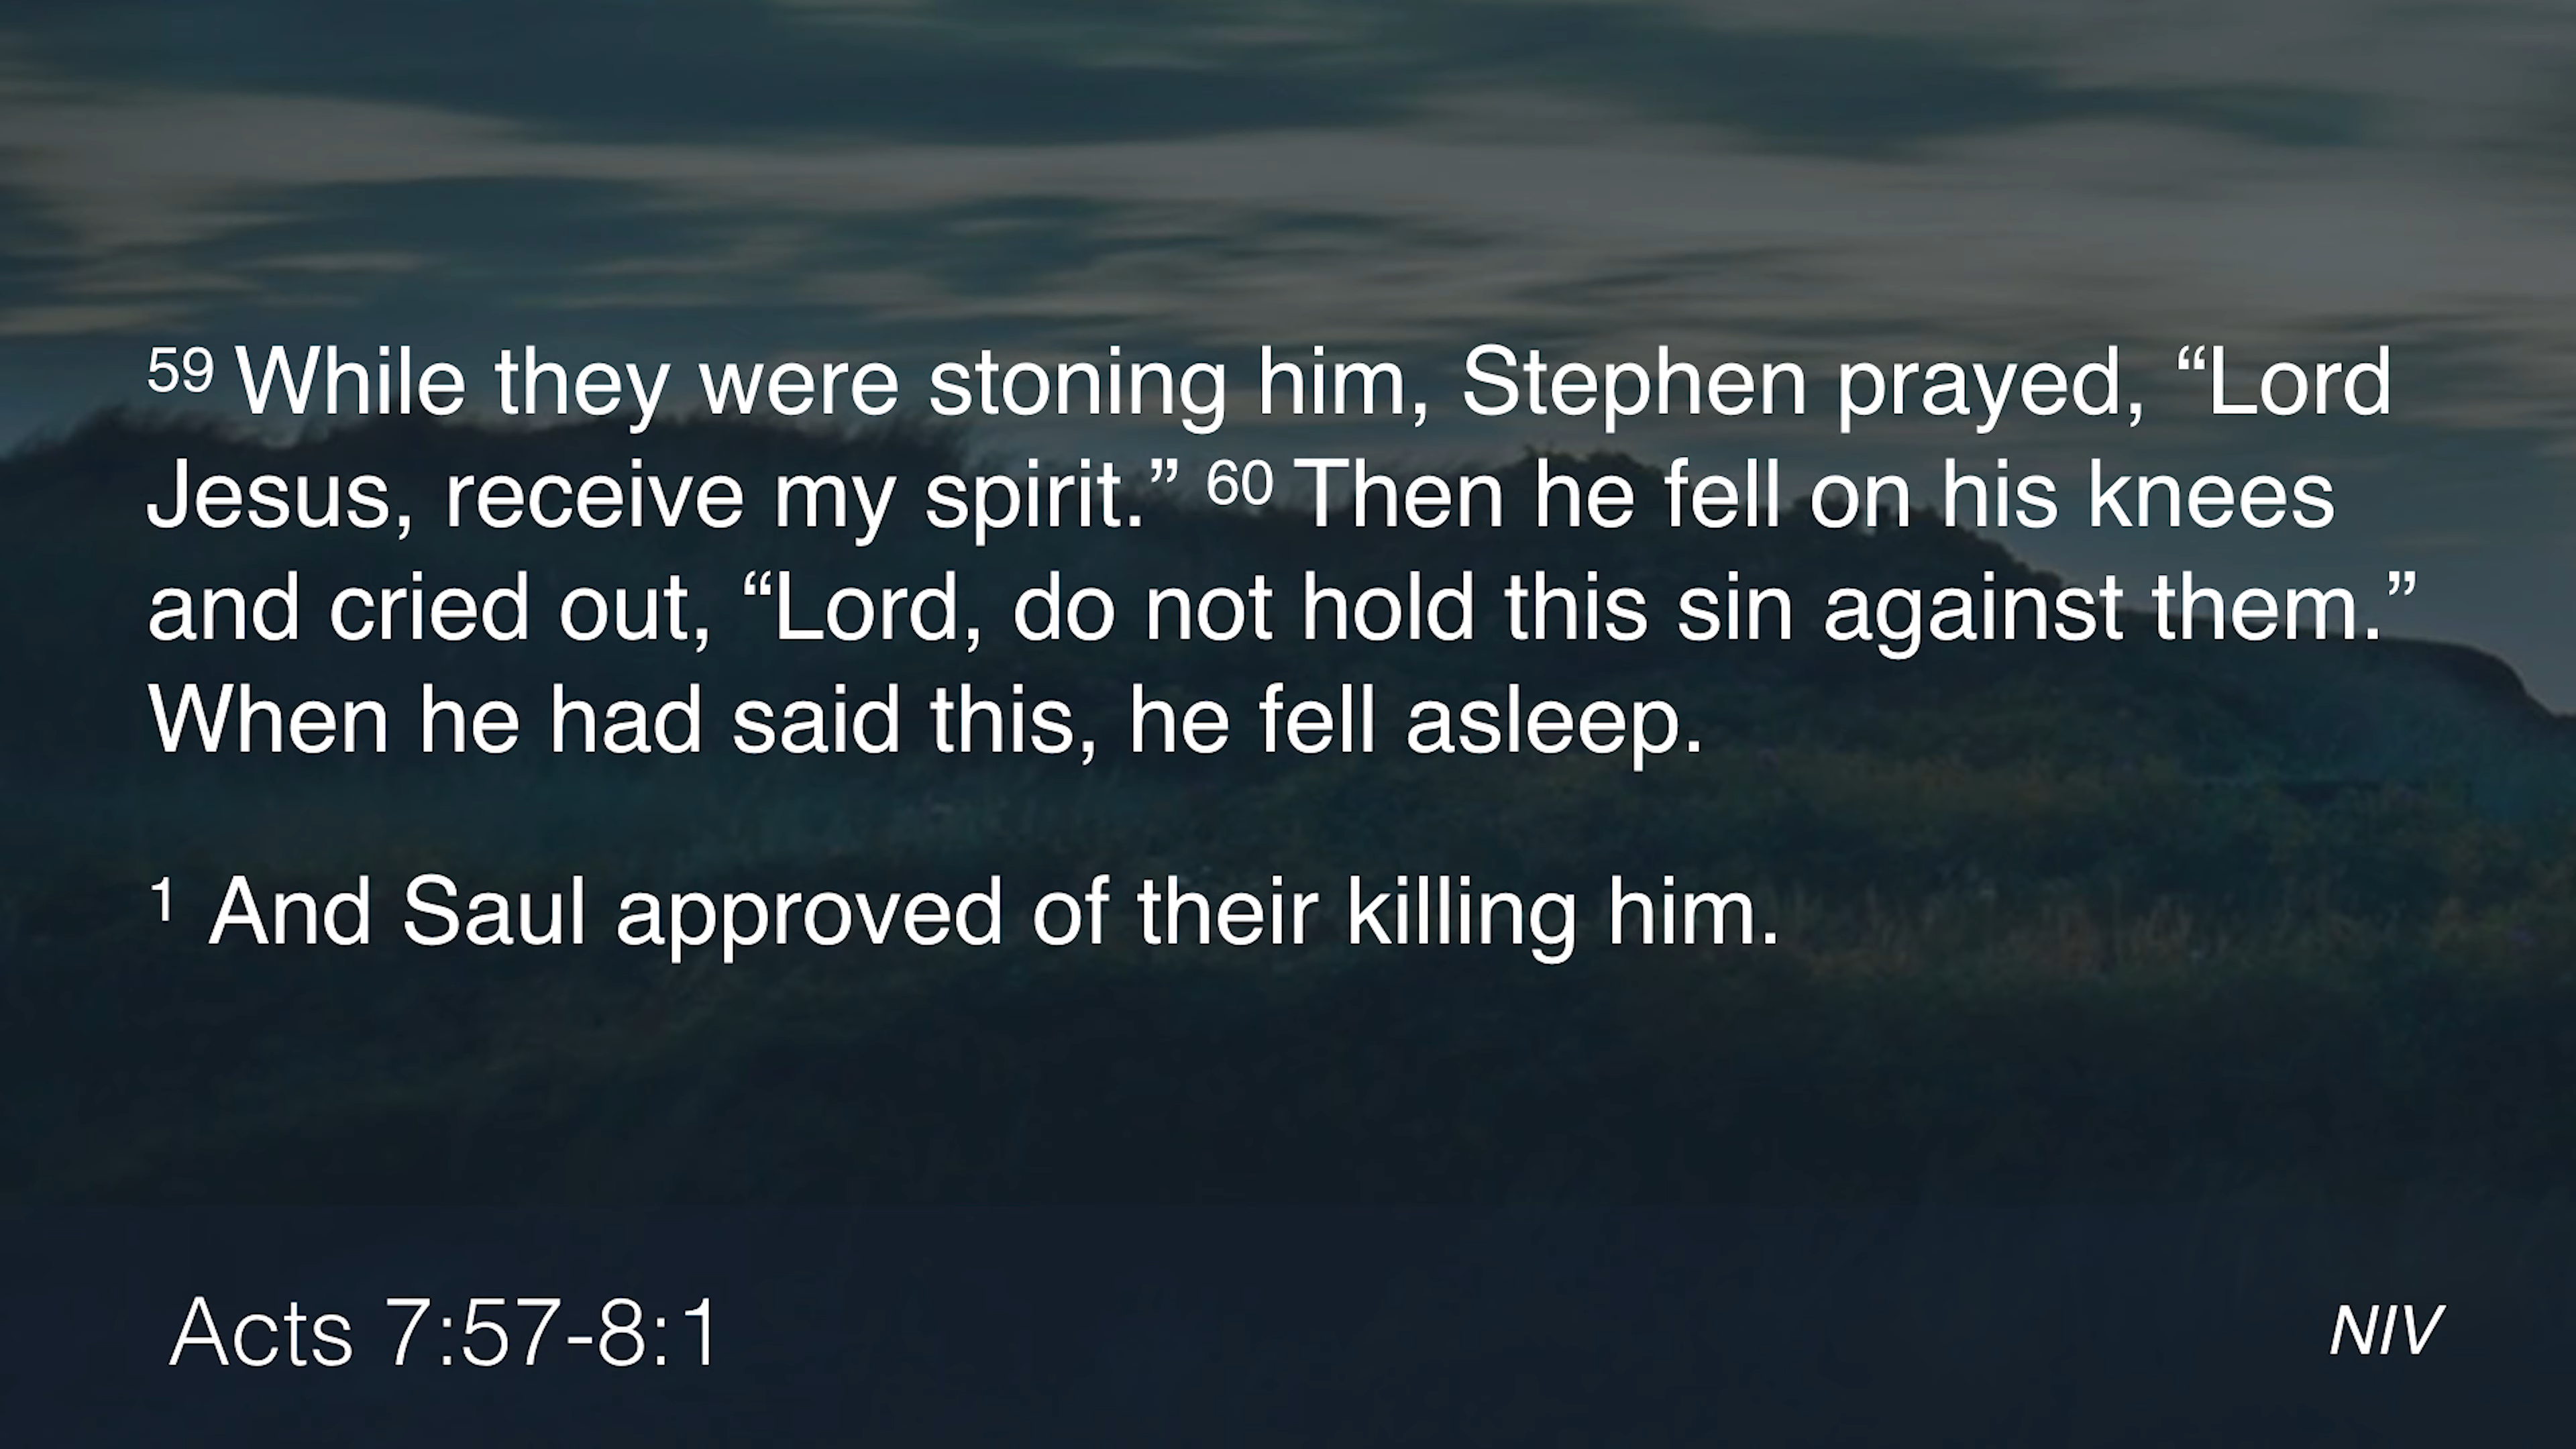 59 While they were stoning him, Stephen prayed, “Lord
Jesus, receive my spirit.” 60 Then he fell on his knees
and cried out, “Lord, do not hold this sin against them.”
When he had said this, he fell asleep.
1 And Saul approved of their killing him.
Acts 7:57-8:1
NIV